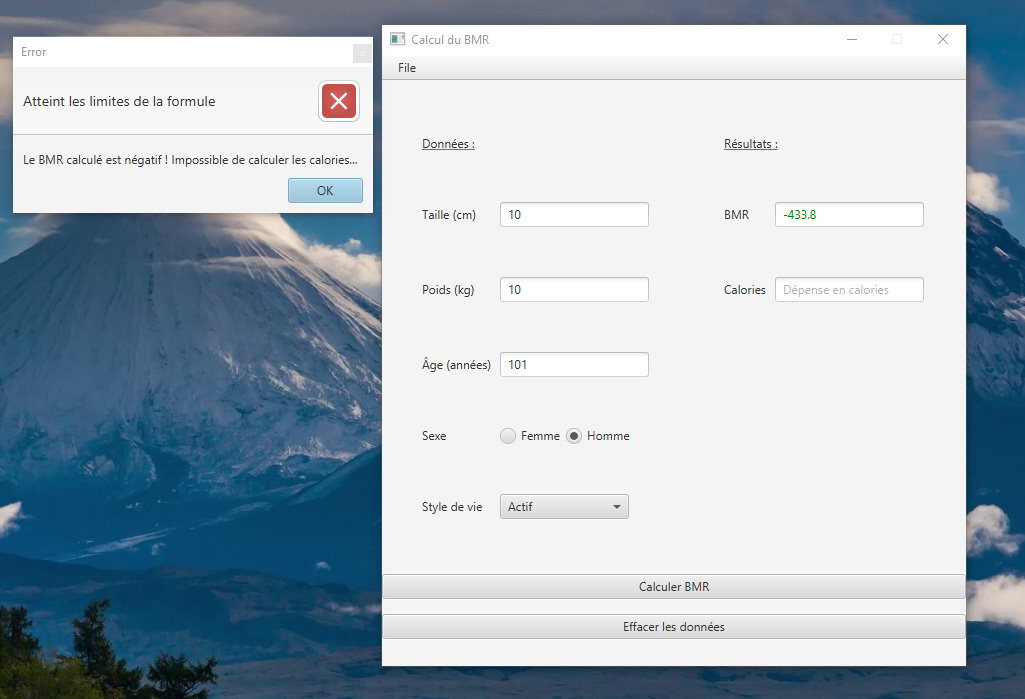 Error
Atteint les limites de la formule
Le BMR calculé est négatif ! Impossible de calculer les calories...
OK
Calcul du BMR
File
Données :
Résultats :
Taille (cm) 10
BMR -433.8
Poids (kg) 10
Calories Dépense en calories
Âge (années) 101
Sexe Femme Homme
Style de vie Actif
Calculer BMR
Effacer les données